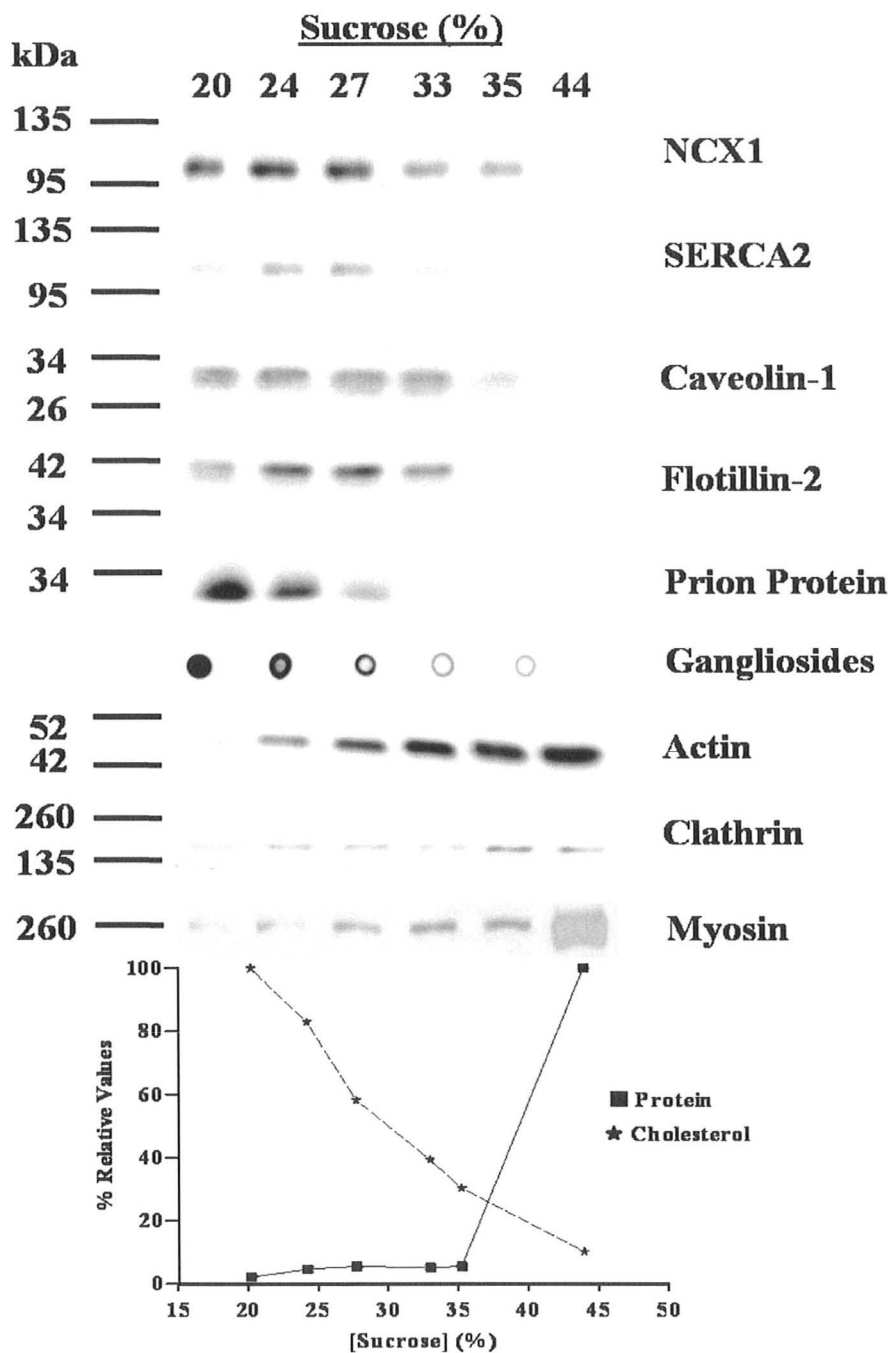 Sucrose (%)
kDa
20 24 27 33 35 44
135
NCX1
95
135
SERCA2
95
34
Caveolin-1
26
42
Flotillin-2
34
34
Prion Protein
Gangliosides
52
Actin
42
260
Clathrin
135
260
Myosin
100
80
60
40
20
0
% Relative Values
Protein
Cholesterol
15 20 25 30 35 40 45 50
[Sucrose] (%)